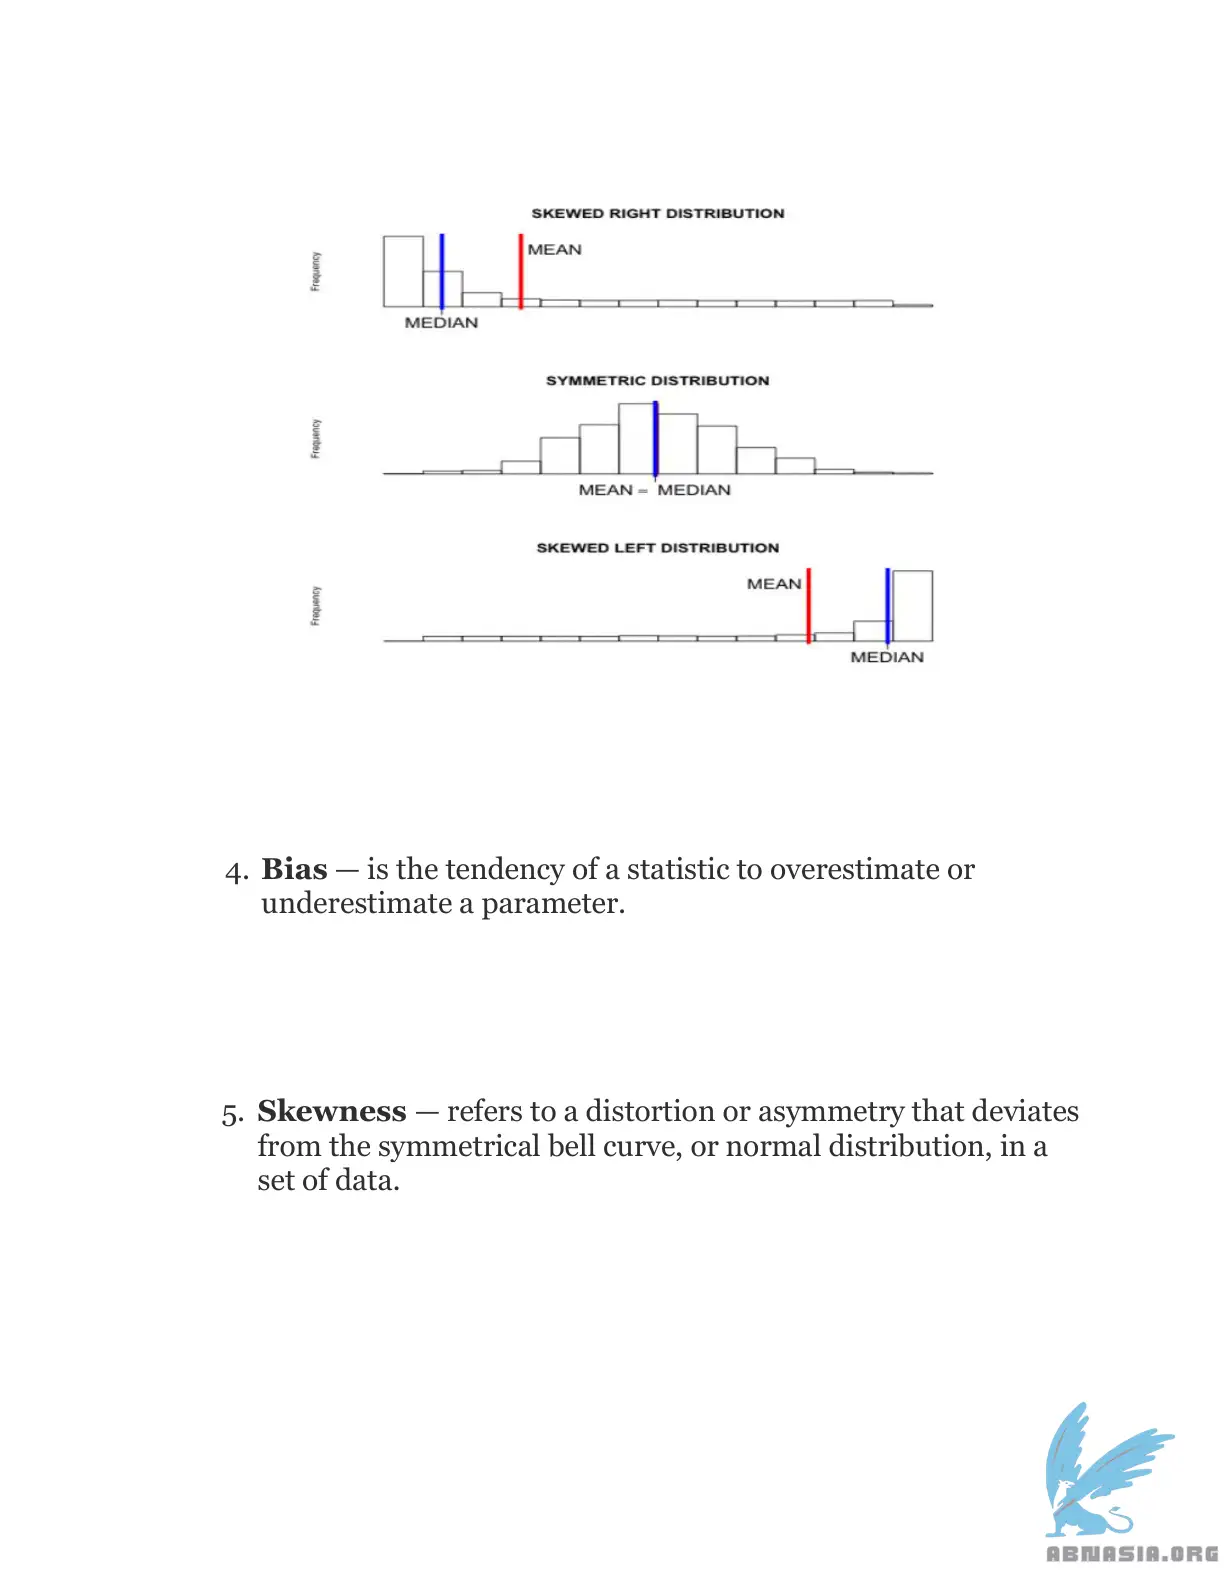 SKEWED RIGHT DISTRIBUTION
Frequency
MEAN
MEDIAN
SYMMETRIC DISTRIBUTION
Frequency
MEAN = MEDIAN
SKEWED LEFT DISTRIBUTION
Frequency
MEAN
MEDIAN
4. Bias — is the tendency of a statistic to overestimate or
underestimate a parameter.
5. Skewness — refers to a distortion or asymmetry that deviates
from the symmetrical bell curve, or normal distribution, in a
set of data.
ABNASIA.ORG